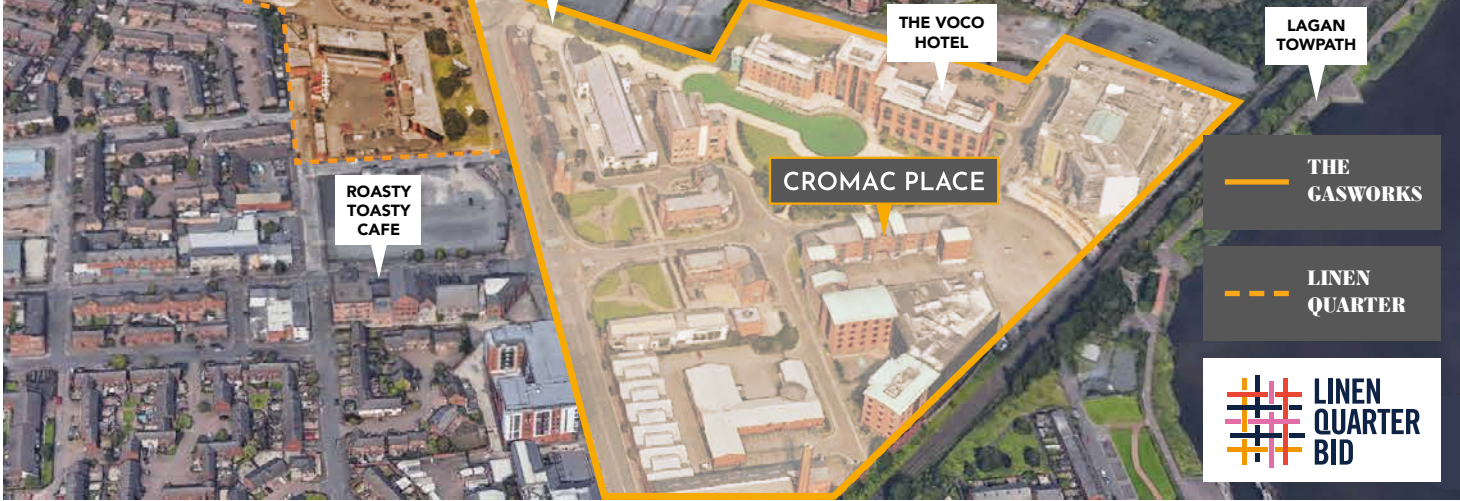 THE VOCO
HOTEL
LAGAN
TOWPATH
CROMAC PLACE
ROASTY
TOASTY
CAFE
THE
GASWORKS
LINEN
QUARTER
LINEN
QUARTER
BID